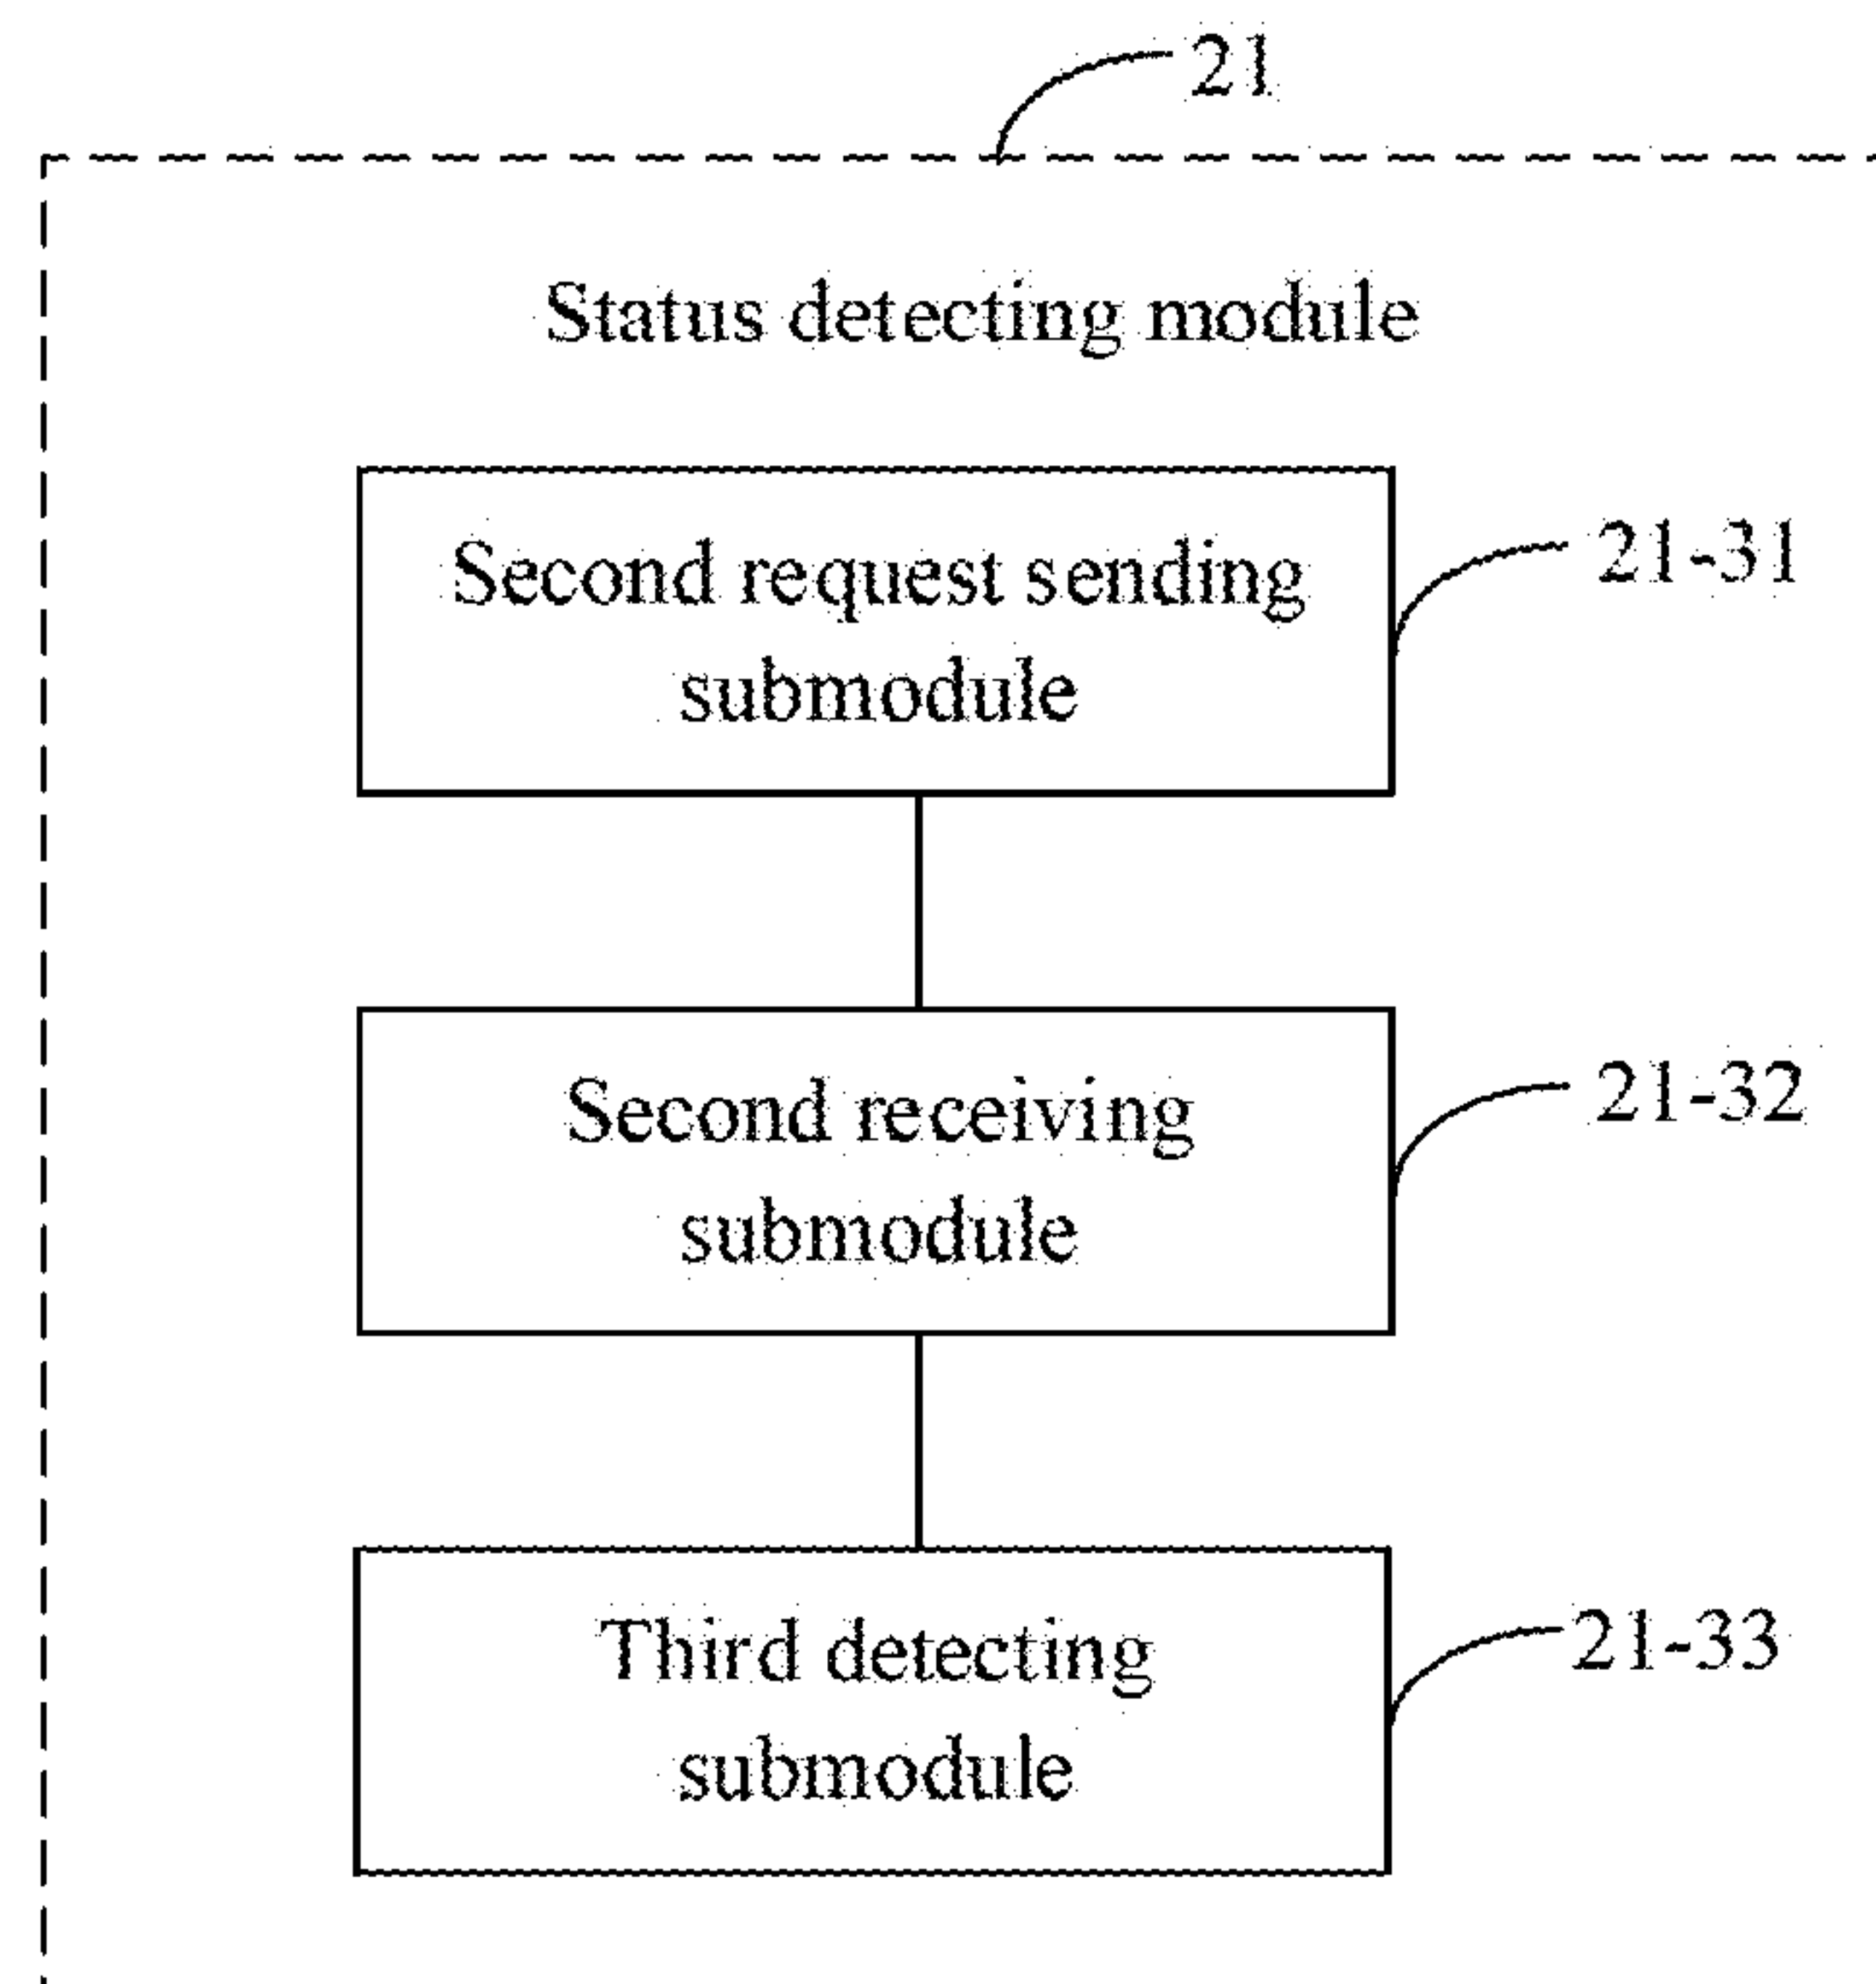 21
Status detecting module
Second request sending
submodule
21-31
Second receiving
submodule
21-32
Third detecting
submodule
21-33